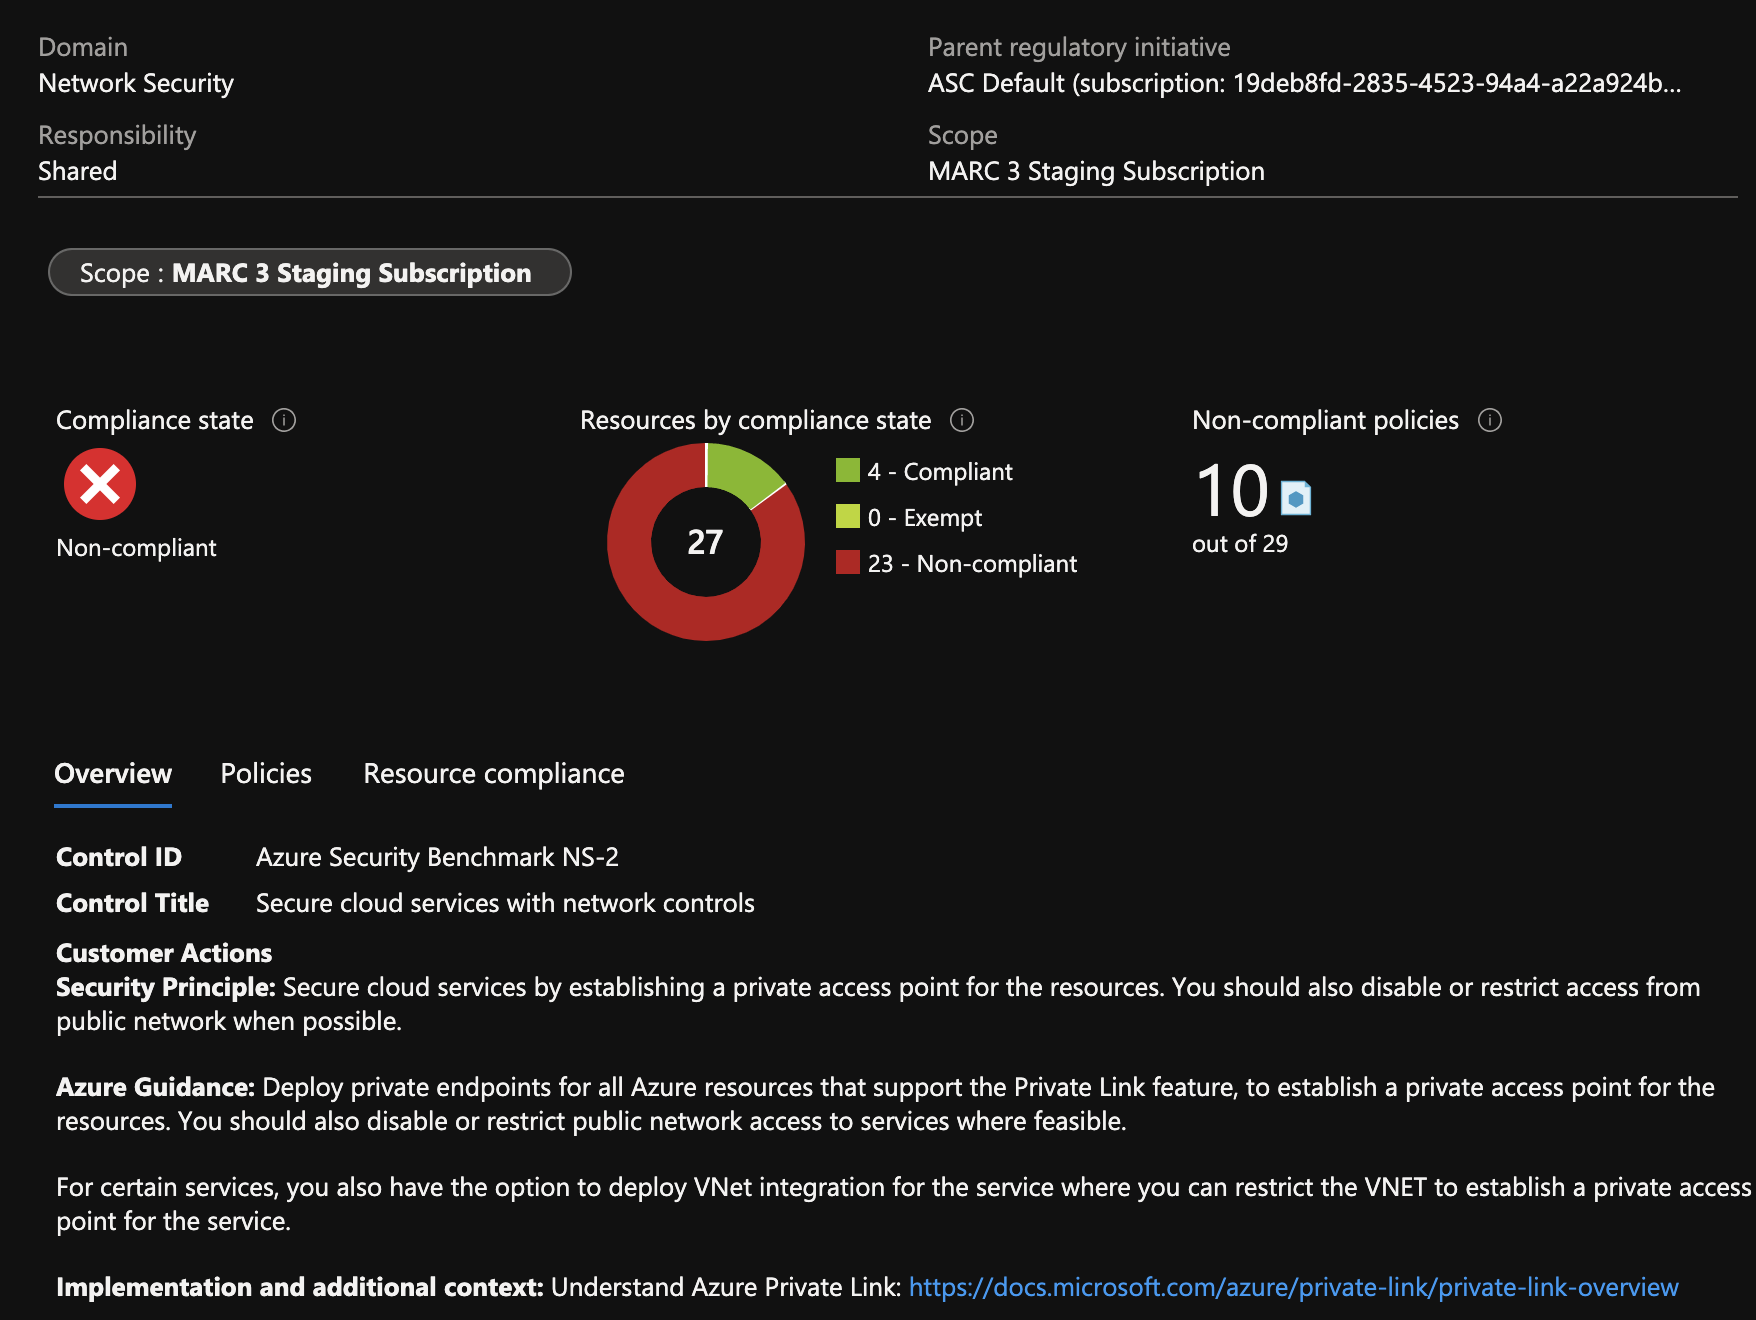 Domain
Network Security
Parent regulatory initiative
ASC Default (subscription: 19deb8fd-2835-4523-94a4-a22a924b...
Responsibility
Shared
Scope
MARC 3 Staging Subscription
Scope : MARC 3 Staging Subscription
Compliance state
Non-compliant
Resources by compliance state
27
4 - Compliant
0 - Exempt
23 - Non-compliant
Non-compliant policies
10
out of 29
Overview Policies Resource compliance
Control ID Azure Security Benchmark NS-2
Control Title Secure cloud services with network controls
Customer Actions
Security Principle: Secure cloud services by establishing a private access point for the resources. You should also disable or restrict access from
public network when possible.
Azure Guidance: Deploy private endpoints for all Azure resources that support the Private Link feature, to establish a private access point for the
resources. You should also disable or restrict public network access to services where feasible.
For certain services, you also have the option to deploy VNet integration for the service where you can restrict the VNET to establish a private access
point for the service.
Implementation and additional context: Understand Azure Private Link: https://docs.microsoft.com/azure/private-link/private-link-overview